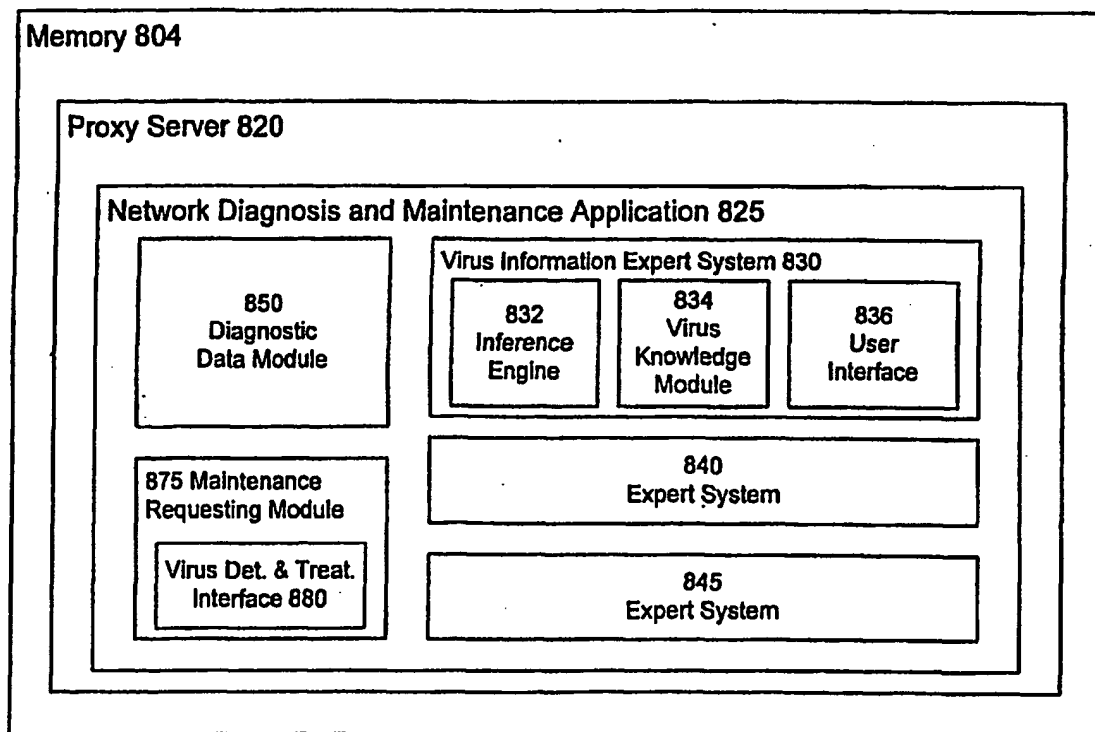 Memory 804
Proxy Server 820
Network Diagnosis and Maintenance Application 825
850
Diagnostic
Data Module
Virus Information Expert System 830
832
Inference
Engine
834
Virus
Knowledge
Module
836
User
Interface
875 Maintenance
Requesting Module
Virus Det. & Treat.
Interface 880
840
Expert System
845
Expert System